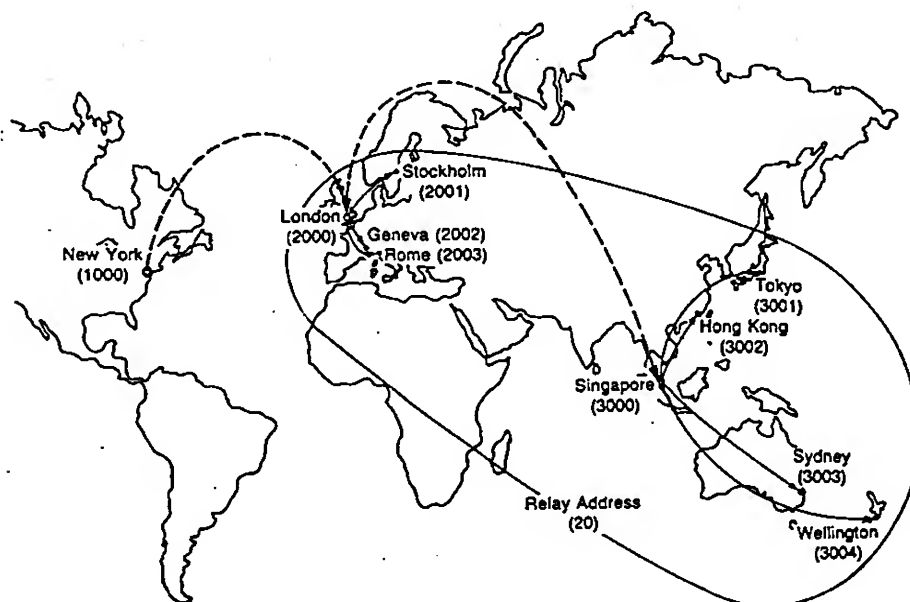 Stockholm
(2001)
London
(2000)
Geneva (2002)
Rome (2003)
New York
(1000)
Tokyo
(3001)
Hong Kong
(3002)
Singapore
(3000)
Sydney
(3003)
Relay Address
(20)
Wellington
(3004)